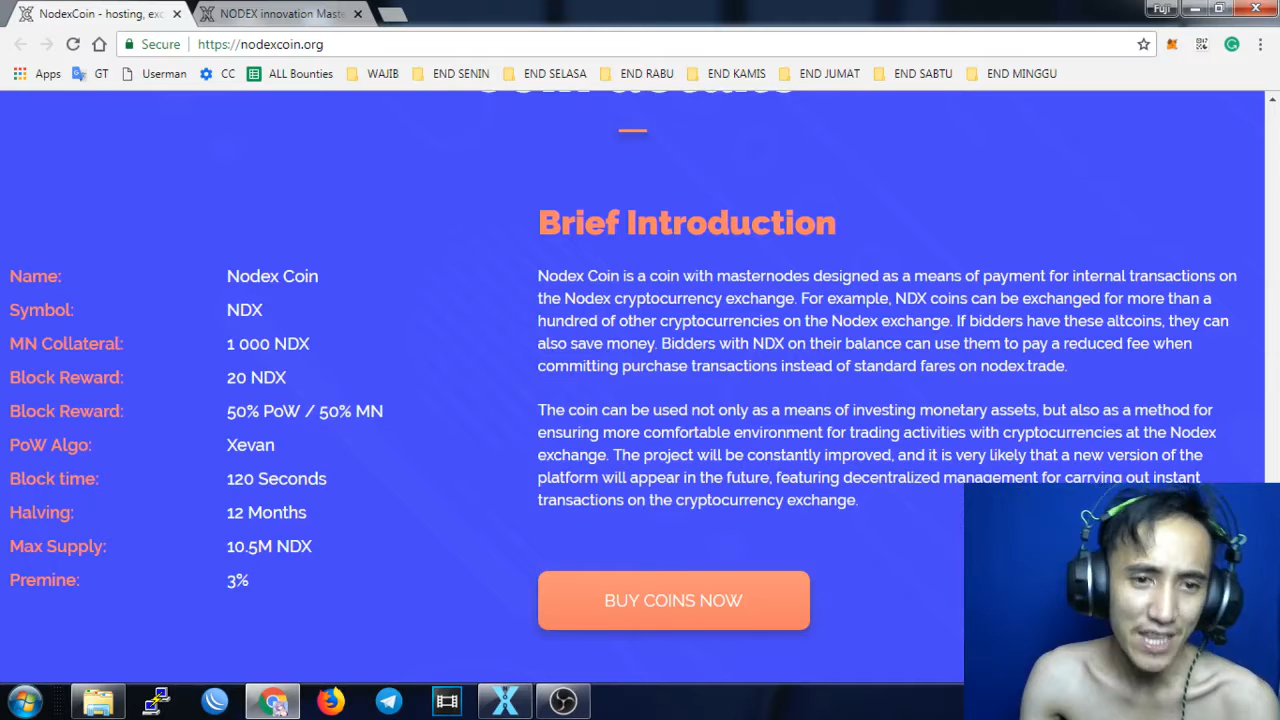 NodexCoin - hosting, exc
NODEX innovation Maste
Fuji
Secure
https://nodexcoin.org
Apps
GT
Userman
CC
ALL Bounties
WAJIB
END SENIN
END SELASA
END RABU
END KAMIS
END JUMAT
END SABTU
END MINGGU
Brief Introduction
Name: Nodex Coin
Symbol: NDX
MN Collateral: 1 000 NDX
Block Reward: 20 NDX
Block Reward: 50% PoW / 50% MN
PoW Algo: Xevan
Block time: 120 Seconds
Halving: 12 Months
Max Supply: 10.5M NDX
Premine: 3%
Nodex Coin is a coin with masternodes designed as a means of payment for internal transactions on
the Nodex cryptocurrency exchange. For example, NDX coins can be exchanged for more than a
hundred of other cryptocurrencies on the Nodex exchange. If bidders have these altcoins, they can
also save money. Bidders with NDX on their balance can use them to pay a reduced fee when
committing purchase transactions instead of standard fares on nodex.trade.
The coin can be used not only as a means of investing monetary assets, but also as a method for
ensuring more comfortable environment for trading activities with cryptocurrencies at the Nodex
exchange. The project will be constantly improved, and it is very likely that a new version of the
platform will appear in the future, featuring decentralized management for carrying out instant
transactions on the cryptocurrency exchange.
BUY COINS NOW